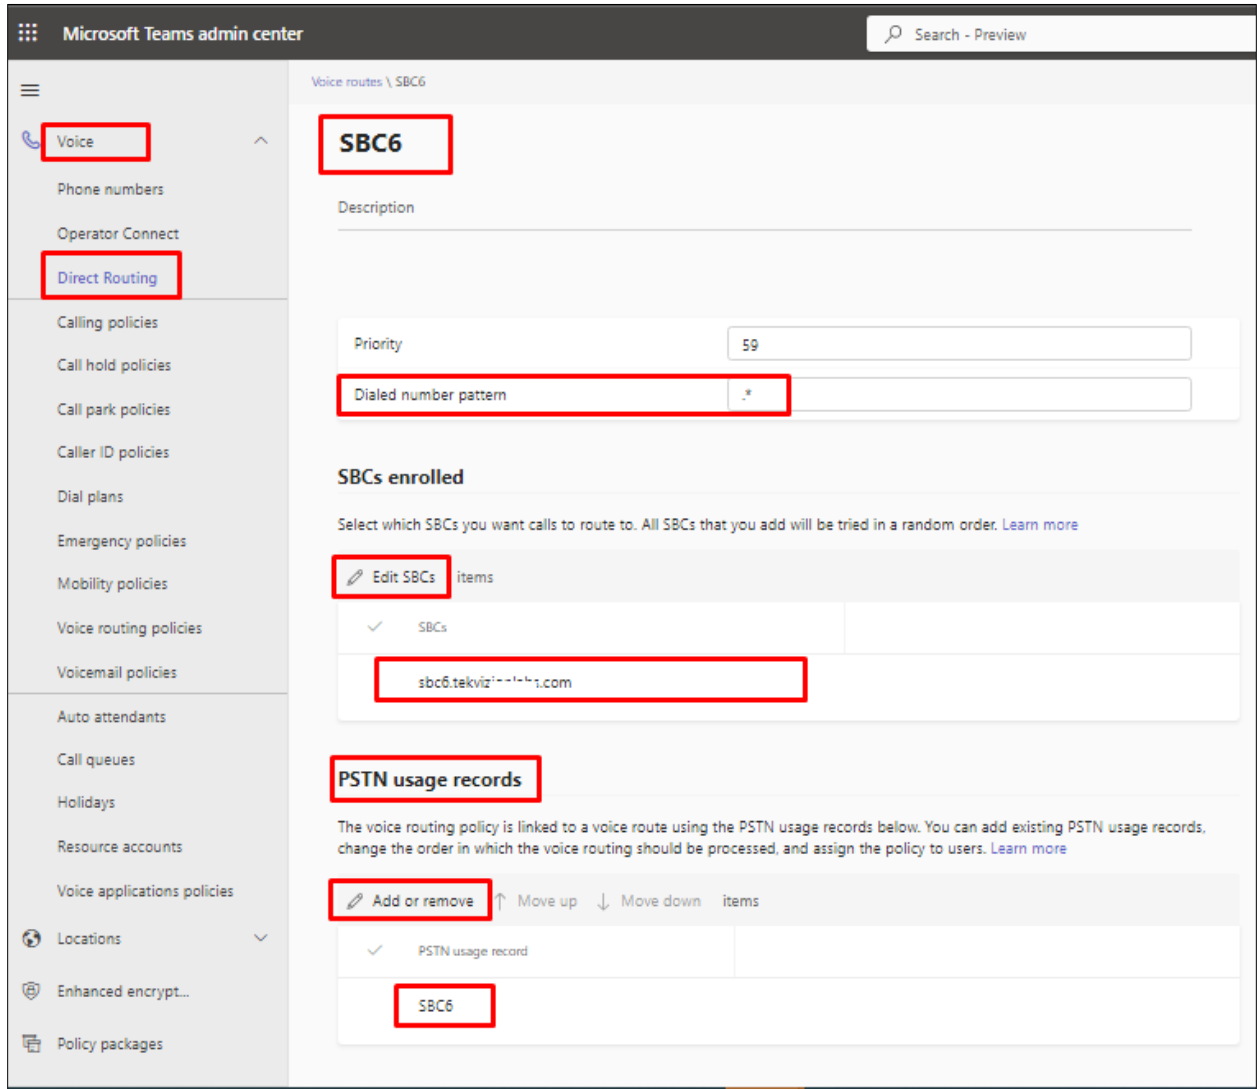 Microsoft Teams admin center
Search - Preview
Voice routes \ SBC6
Voice
Phone numbers
Operator Connect
Direct Routing
Calling policies
Call hold policies
Call park policies
Caller ID policies
Dial plans
Emergency policies
Mobility policies
Voice routing policies
Voicemail policies
Auto attendants
Call queues
Holidays
Resource accounts
Voice applications policies
Locations
Enhanced encrypt...
Policy packages
SBC6
Description
Priority 59
Dialed number pattern .*
SBCs enrolled
Select which SBCs you want calls to route to. All SBCs that you add will be tried in a random order. Learn more
Edit SBCs items
SBCs
PSTN usage records
The voice routing policy is linked to a voice route using the PSTN usage records below. You can add existing PSTN usage records,
change the order in which the voice routing should be processed, and assign the policy to users. Learn more
Add or remove Move up Move down items
PSTN usage record
SBC6